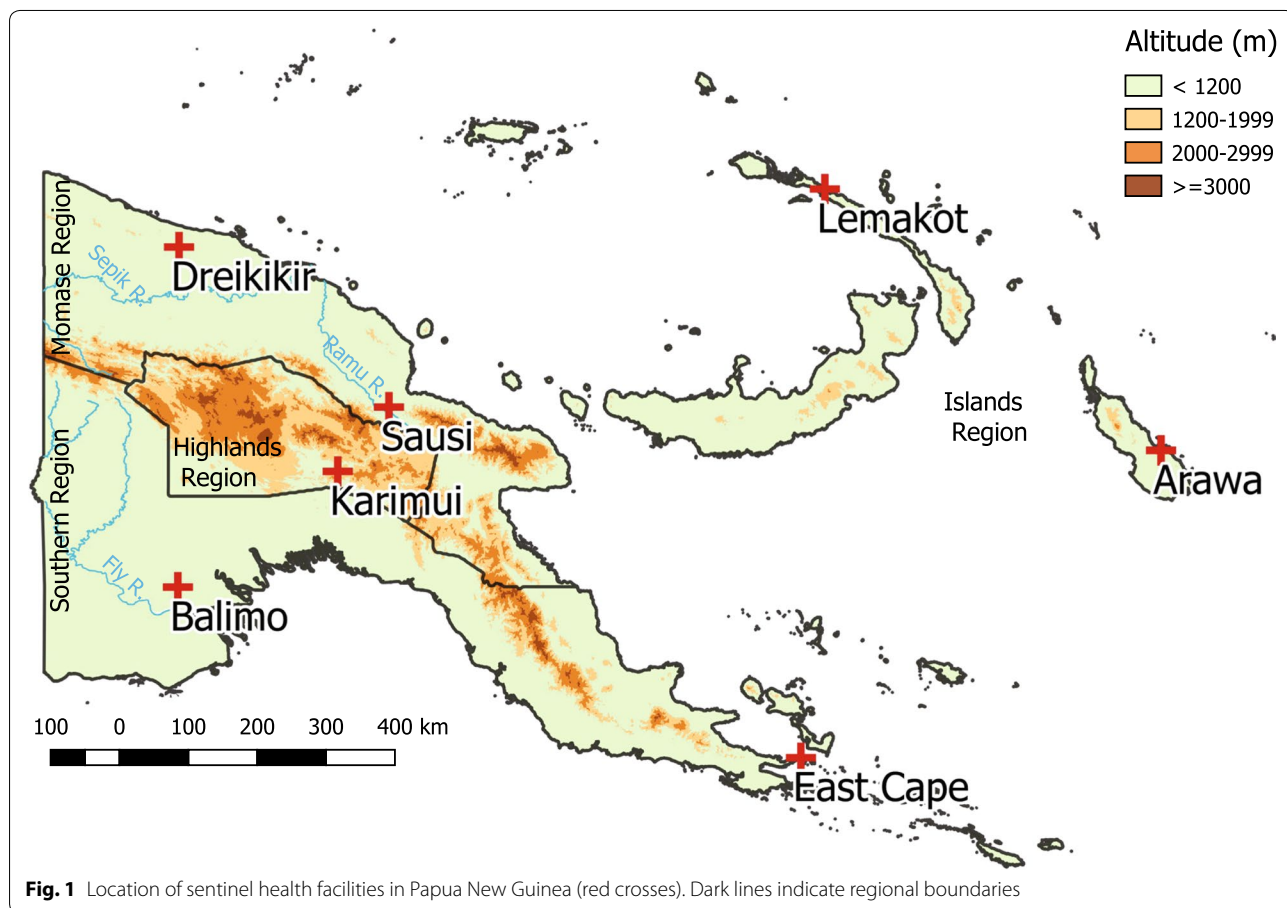 Altitude (m)
< 1200
1200-1999
2000-2999
>=3000
Momase Region
Lemakot
Dreikikir
Sepik R.
Ramu R.
Islands
Region
Sausi
Highlands
Region
Arawa
Karimui
Southern Region
Fly R.
Balimo
100 0 100 200 300 400 km
East Cape
Fig. 1 Location of sentinel health facilities in Papua New Guinea (red crosses). Dark lines indicate regional boundaries